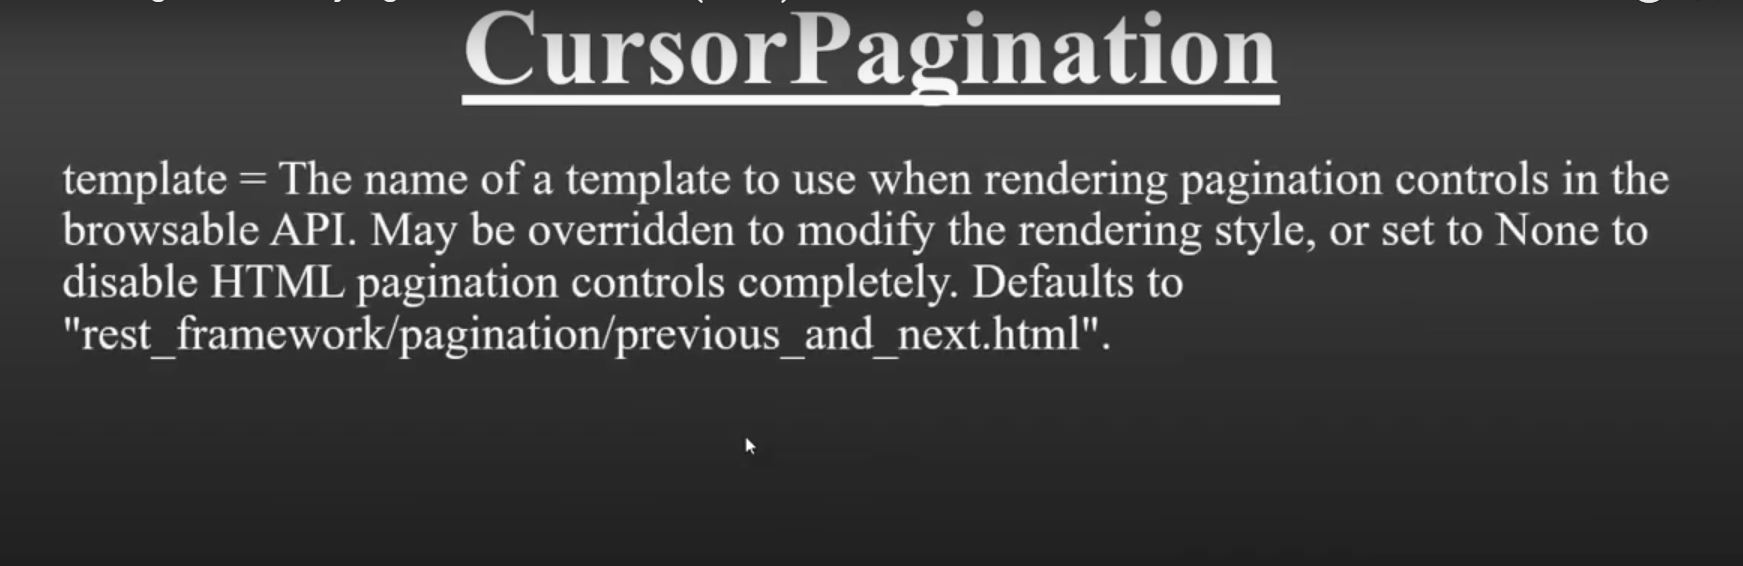 CursorPagination
template = The name of a template to use when rendering pagination controls in the
browsable API. May be overridden to modify the rendering style, or set to None to
disable HTML pagination controls completely. Defaults to
"rest_framework/pagination/previous_and_next.html".